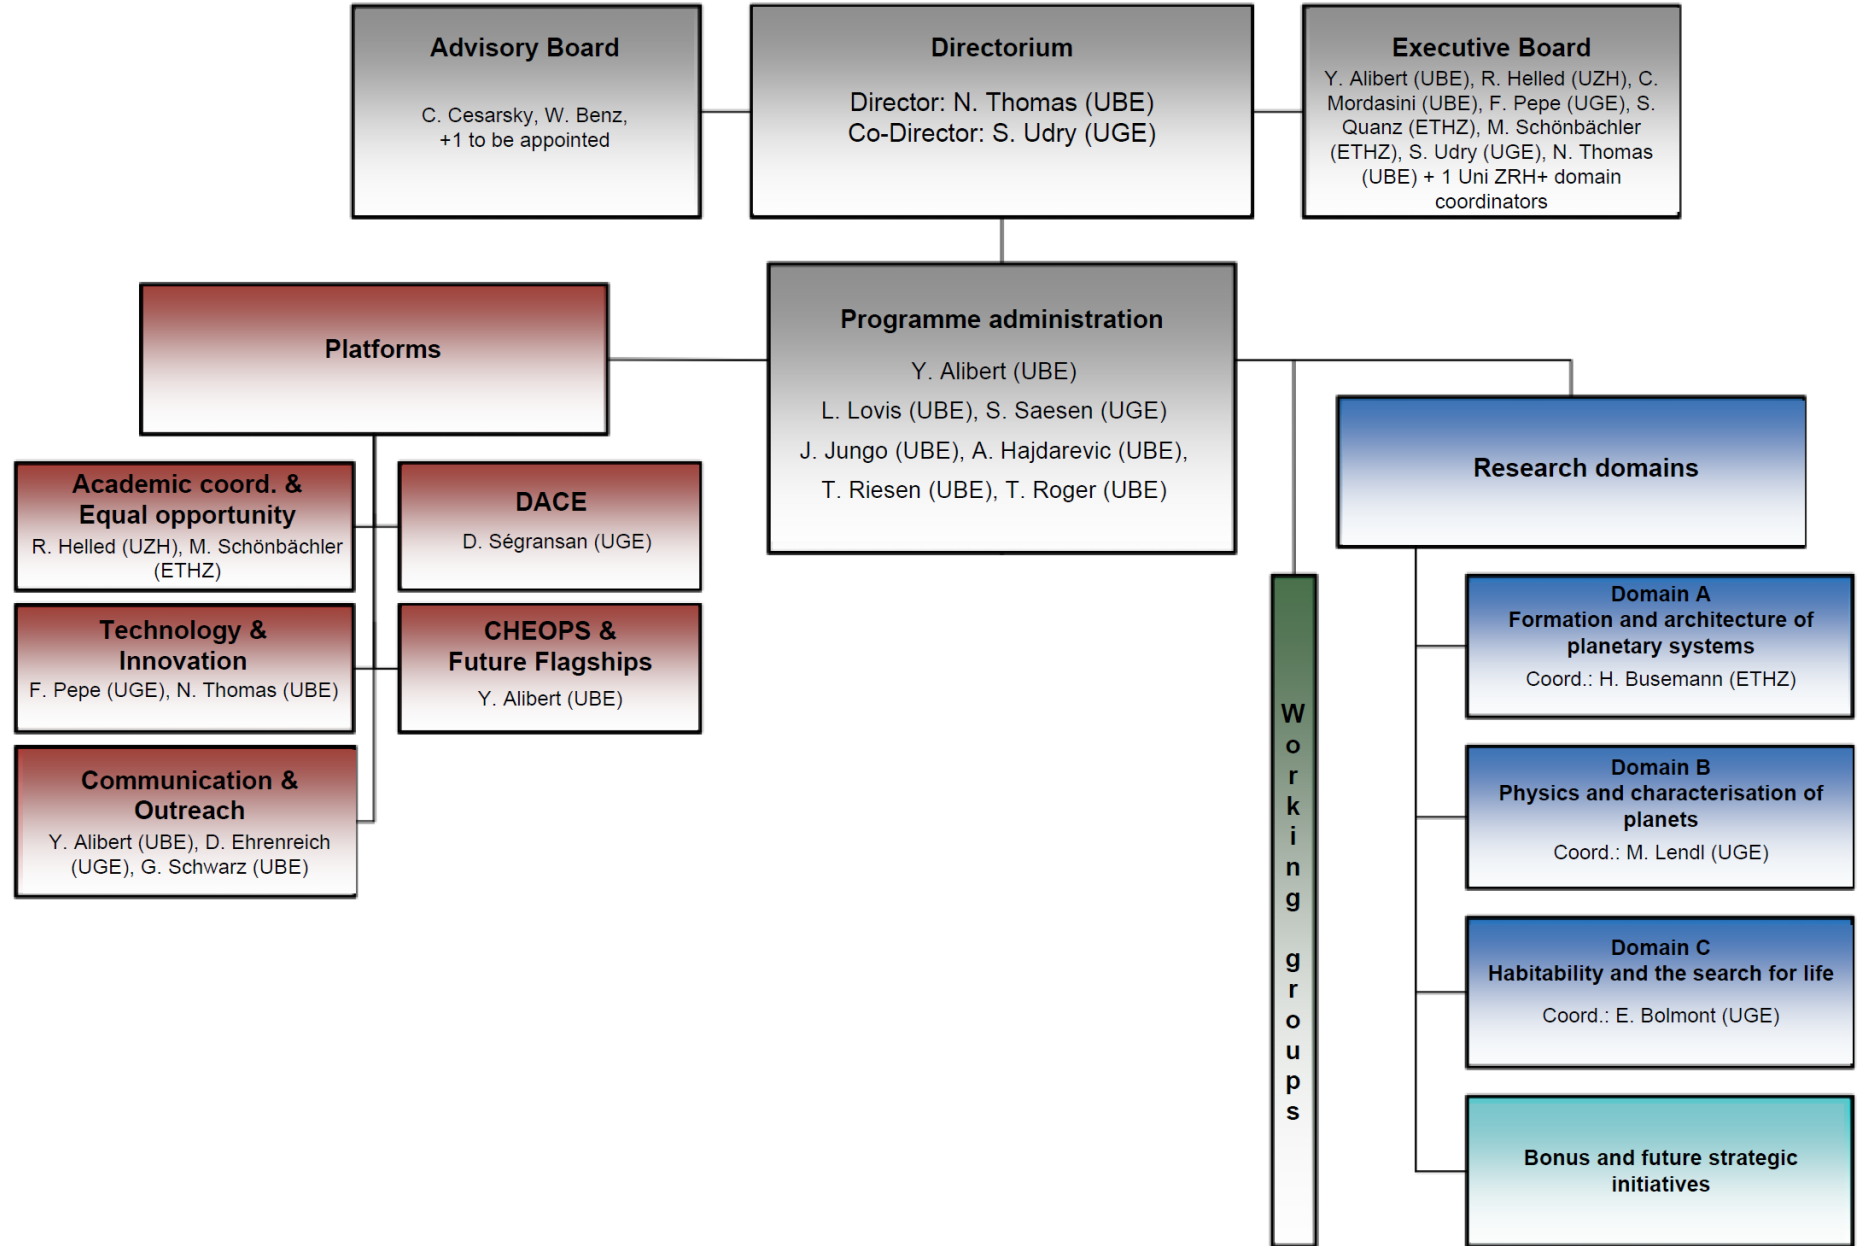 Advisory Board
C. Cesarsky, W. Benz,
+1 to be appointed
Directorium
Director: N. Thomas (UBE)
Co-Director: S. Udry (UGE)
Executive Board
Y. Alibert (UBE), R. Helled (UZH), C.
Mordasini (UBE), F. Pepe (UGE), S.
Quanz (ETHZ), M. Schönbächler
(ETHZ), S. Udry (UGE), N. Thomas
(UBE) + 1 Uni ZRH+ domain
coordinators
Platforms
Programme administration
Y. Alibert (UBE)
L. Lovis (UBE), S. Saesen (UGE)
J. Jungo (UBE), A. Hajdarevic (UBE),
T. Riesen (UBE), T. Roger (UBE)
Research domains
Academic coord. &
Equal opportunity
R. Helled (UZH), M. Schönbächler
(ETHZ)
DACE
D. Ségransan (UGE)
Technology &
Innovation
F. Pepe (UGE), N. Thomas (UBE)
CHEOPS &
Future Flagships
Y. Alibert (UBE)
Communication &
Outreach
Y. Alibert (UBE), D. Ehrenreich
(UGE), G. Schwarz (UBE)
Working groups
Domain A
Formation and architecture of
planetary systems
Coord.: H. Busemann (ETHZ)
Domain B
Physics and characterisation of
planets
Coord.: M. Lendl (UGE)
Domain C
Habitability and the search for life
Coord.: E. Bolmont (UGE)
Bonus and future strategic
initiatives